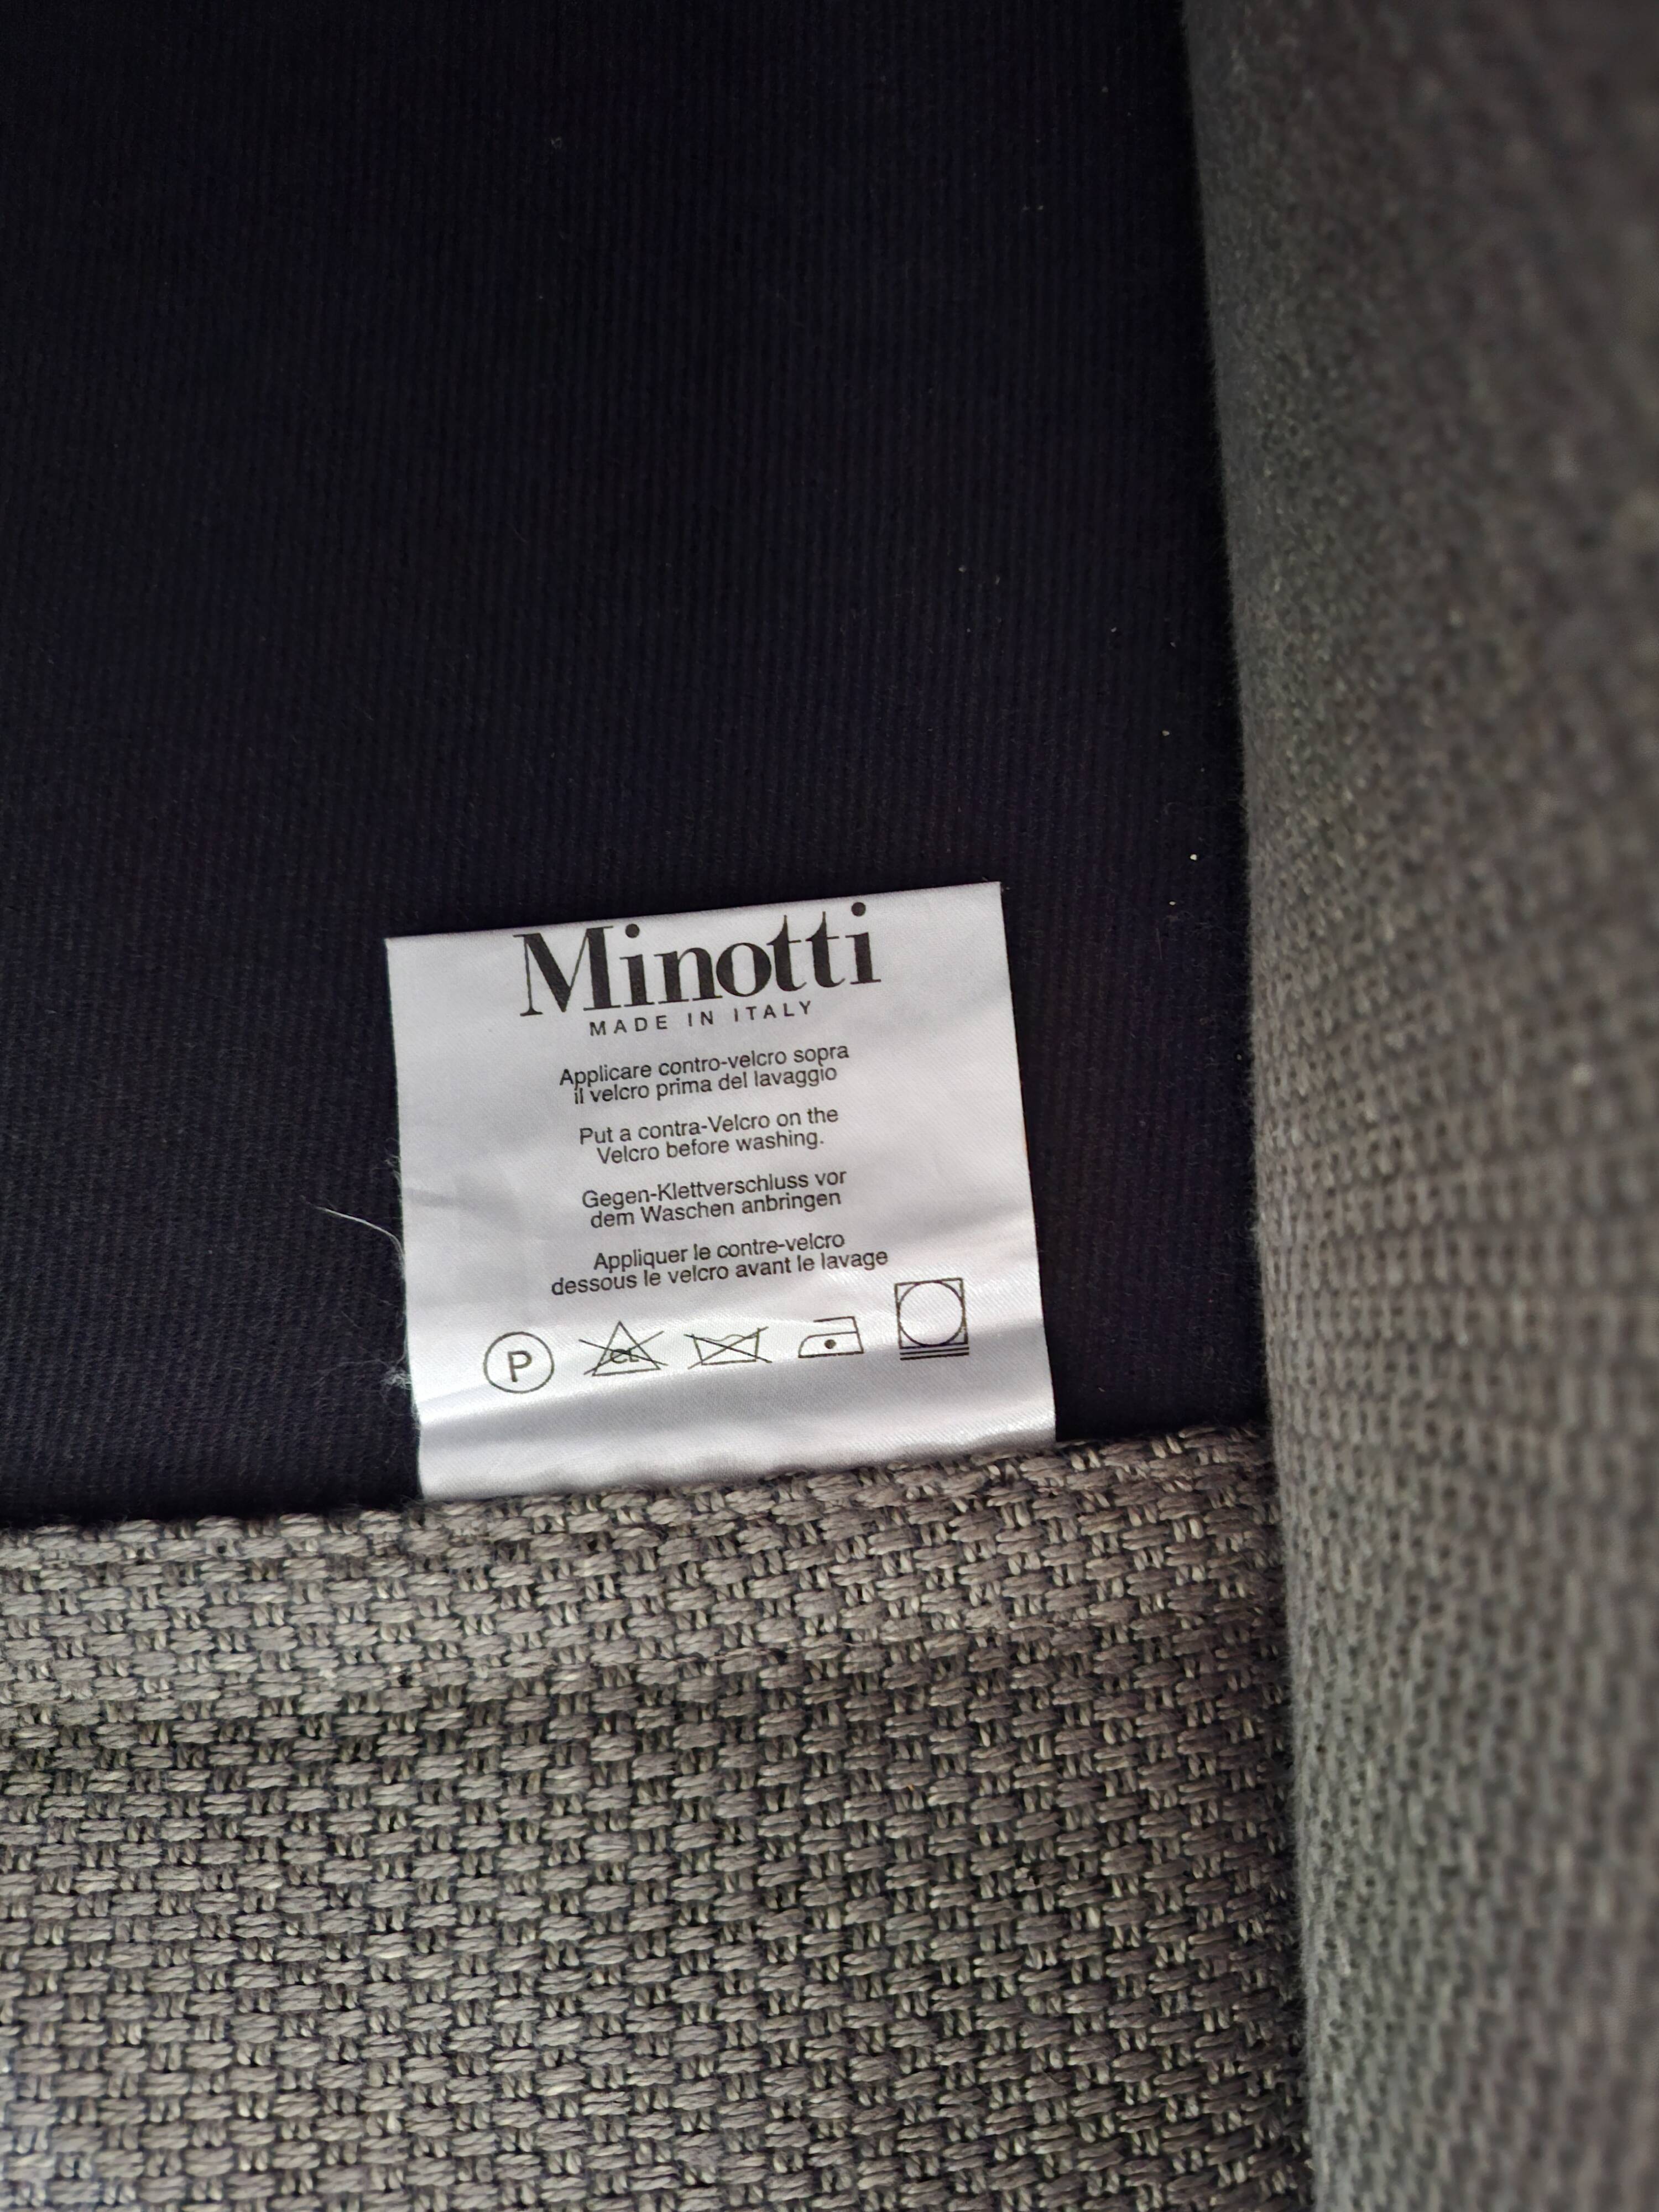 Minotti
MADE IN ITALY
Applicare contro-velcro sopra
il velcro prima del lavaggio
Put a contra-Velcro on the
Velcro before washing.
Gegen-Klettverschluss vor
dem Waschen anbringen
Appliquer le contre-velcro
dessous le velcro avant le lavage
P CL